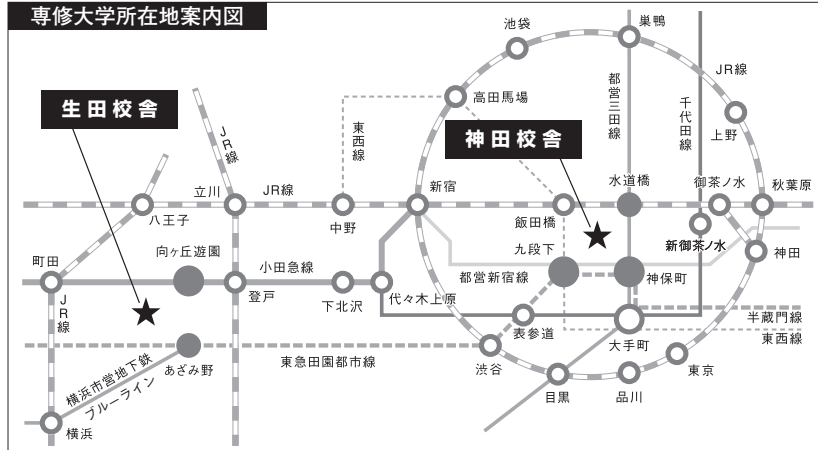 専修大学所在地案内図
池袋
巣鴨
JR線
高田馬場
都営三田線
千代田線
上野
生田校舎
JR線
東西線
神田校舎
立川
JR線
新宿
水道橋
御茶ノ水
秋葉原
八王子
中野
飯田橋
新御茶ノ水
町田
向ヶ丘遊園
小田急線
九段下
神田
都営新宿線
神保町
登戸
下北沢
代々木上原
JR線
表参道
大手町
半蔵門線
東西線
あざみ野
東急田園都市線
渋谷
東京
横浜市営地下鉄
ブルーライン
目黒
品川
横浜